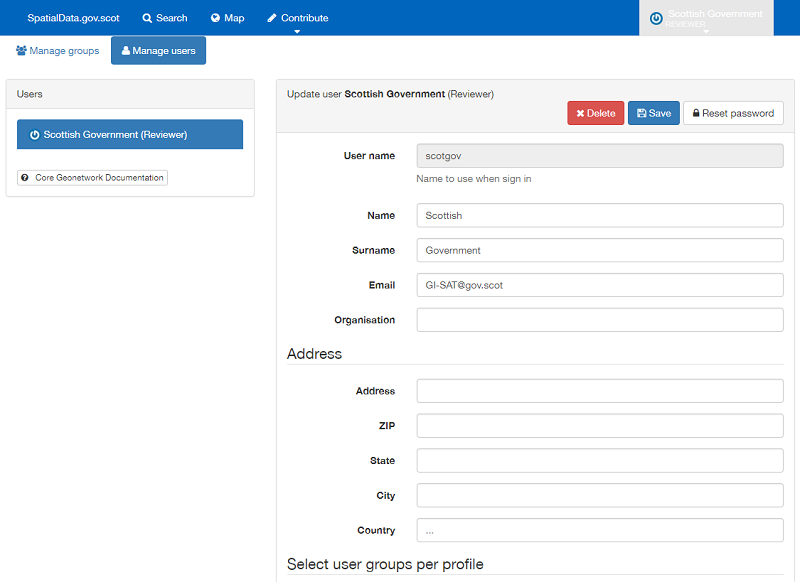 SpatialData.gov.scot Search Map Contribute Scottish Government
REVIEWER
Manage groups Manage users
Users
Scottish Government (Reviewer)
Core Geonetwork Documentation
Update user Scottish Government (Reviewer)
Delete Save Reset password
User name scotgov
Name to use when sign in
Name Scottish
Surname Government
Email GI-SAT@gov.scot
Organisation
Address
Address
ZIP
State
City
Country ...
Select user groups per profile